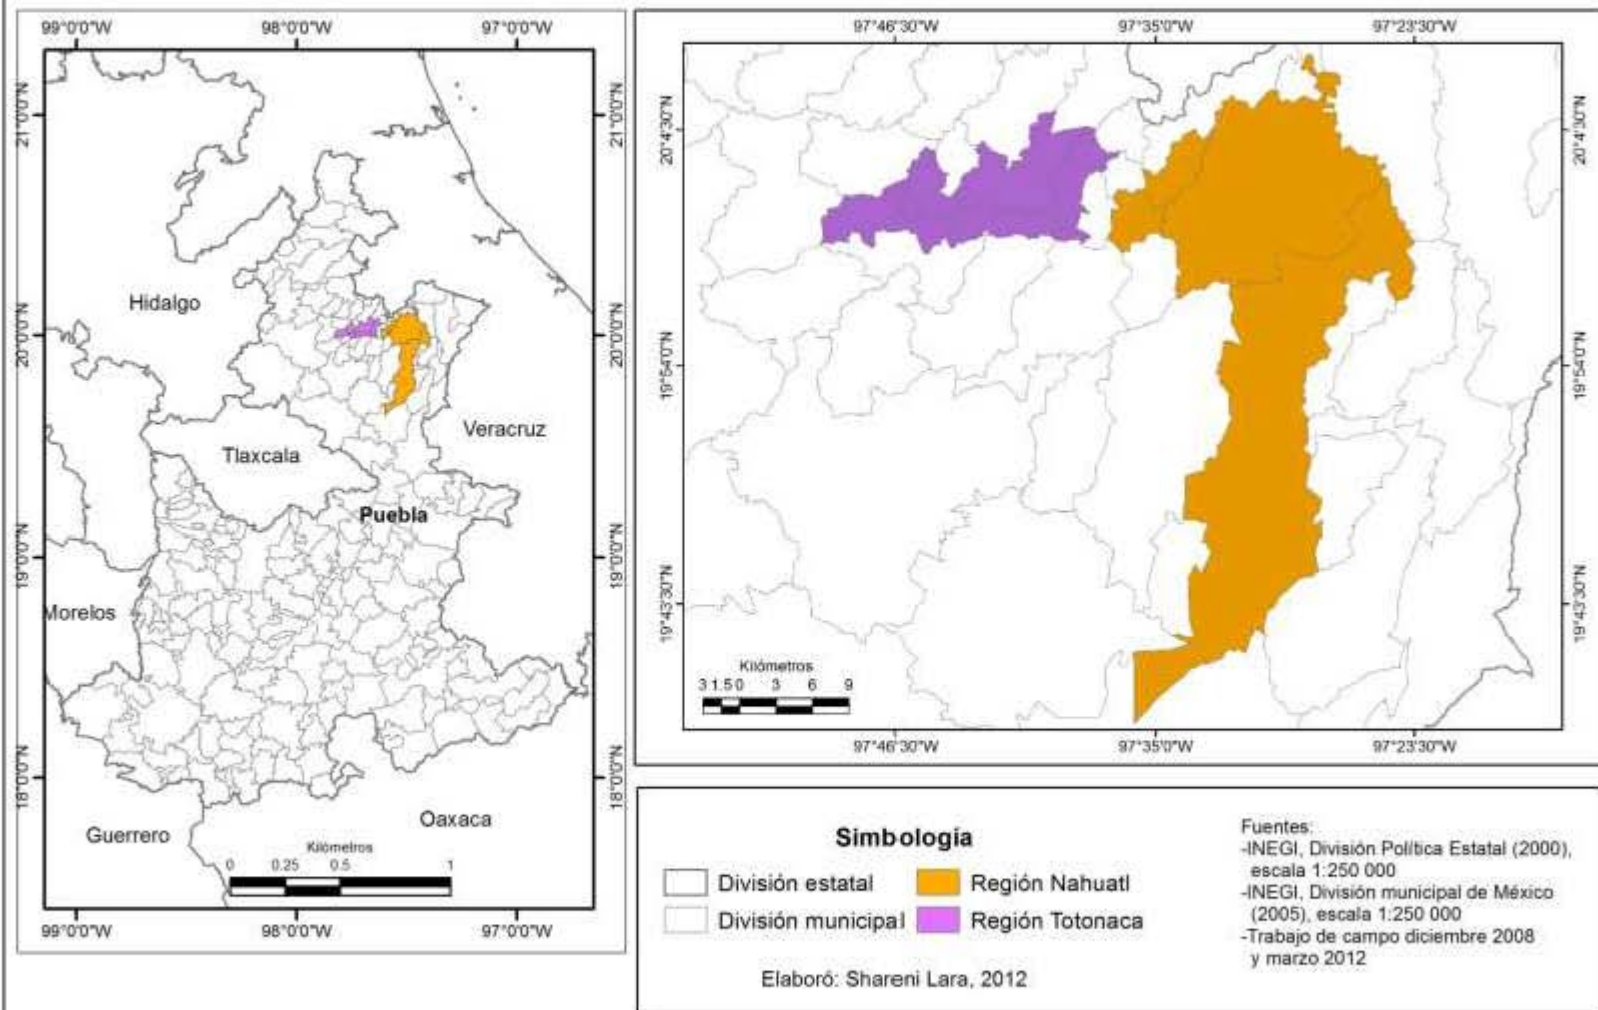 99°0'0"W 98°0'0"W 97°0'0"W
21°0'0"N 21°0'0"N
20°0'0"N 20°0'0"N
19°0'0"N 19°0'0"N
18°0'0"N 18°0'0"N
Hidalgo
Veracruz
Tlaxcala
Puebla
Morelos
Guerrero
Oaxaca
Kilómetros
0 0.25 0.5 1
99°0'0"W 98°0'0"W 97°0'0"W
97°46'30"W 97°35'0"W 97°23'30"W
20°4'30"N 20°4'30"N
19°54'0"N 19°54'0"N
19°43'30"N 19°43'30"N
Kilómetros
3 1.5 0 3 6 9
97°46'30"W 97°35'0"W 97°23'30"W
Simbología
División estatal
Región Nahuatl
División municipal
Región Totonaca
Elaboró: Shareni Lara, 2012
Fuentes:
-INEGI, División Política Estatal (2000),
escala 1:250 000
-INEGI, División municipal de México
(2005), escala 1:250 000
-Trabajo de campo diciembre 2008
y marzo 2012